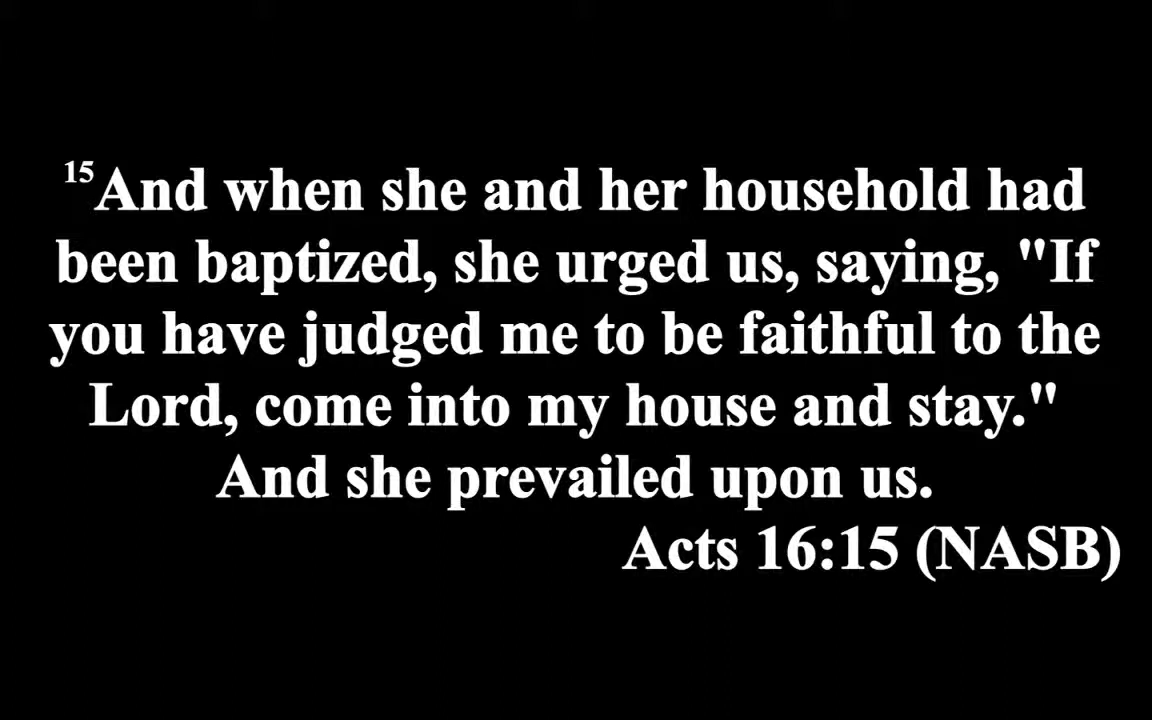 15And when she and her household had
been baptized, she urged us, saying, "If
you have judged me to be faithful to the
Lord, come into my house and stay."
And she prevailed upon us.
Acts 16:15 (NASB)